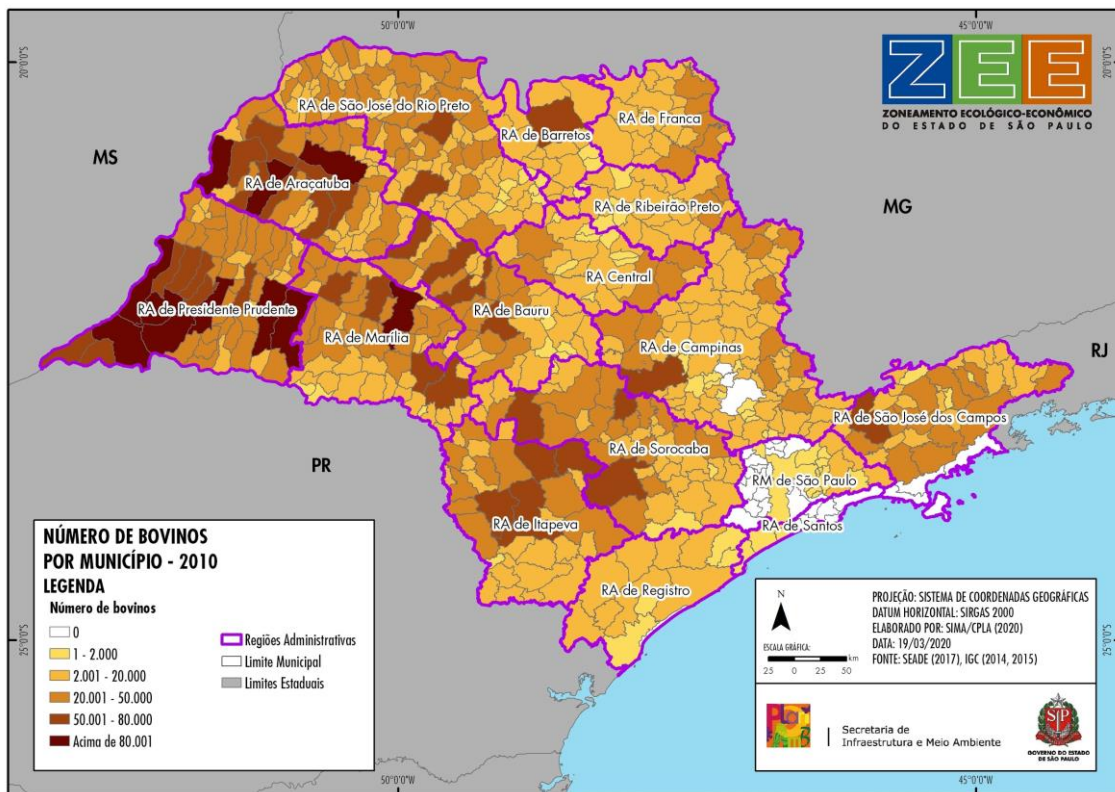 50°0'0"W
45°0'0"W
20°0'0"S
20°0'0"S
ZEE
ZONEAMENTO ECOLÓGICO-ECONÔMICO
DO ESTADO DE SÃO PAULO
RA de São José do Rio Preto
RA de Barretos
RA de Franca
MS
RA de Araçatuba
RA de Ribeirão Preto
MG
RA Central
RA de Presidente Prudente
RA de Bauru
RA de Marília
RA de Campinas
RJ
RA de São José dos Campos
RA de Sorocaba
PR
RM de São Paulo
RA de Itapeva
RA de Santos
RA de Registro
NÚMERO DE BOVINOS
POR MUNICÍPIO - 2010
LEGENDA
Número de bovinos
0
1 - 2.000
2.001 - 20.000
20.001 - 50.000
50.001 - 80.000
Acima de 80.001
Regiões Administrativas
Limite Municipal
Limites Estaduais
N
ESCALA GRÁFICA:
25 0 25 50 km
PROJEÇÃO: SISTEMA DE COORDENADAS GEOGRÁFICAS
DATUM HORIZONTAL: SIRGAS 2000
ELABORADO POR: SIMA/CPLA (2020)
DATA: 19/03/2020
FONTE: SEADE (2017), IGC (2014, 2015)
25°0'0"S
25°0'0"S
Secretaria de
Infraestrutura e Meio Ambiente
SP
GOVERNO DO ESTADO
DE SÃO PAULO
50°0'0"W
45°0'0"W